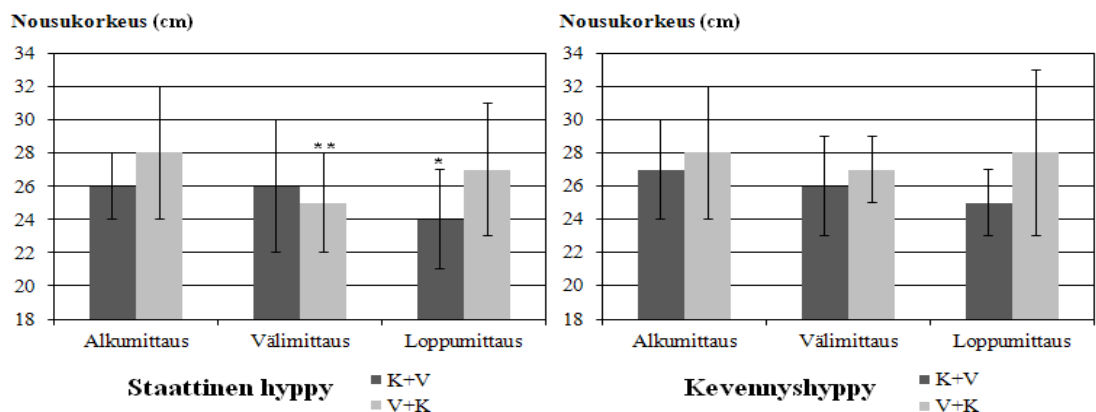 Nousukorkeus (cm)
34
32
30
28
26
24
22
20
18
**
*
Alkumittaus Välimittaus Loppumittaus
Staattinen hyppy
K+V
V+K
Nousukorkeus (cm)
34
32
30
28
26
24
22
20
18
Alkumittaus Välimittaus Loppumittaus
Kevennyshyppy
K+V
V+K